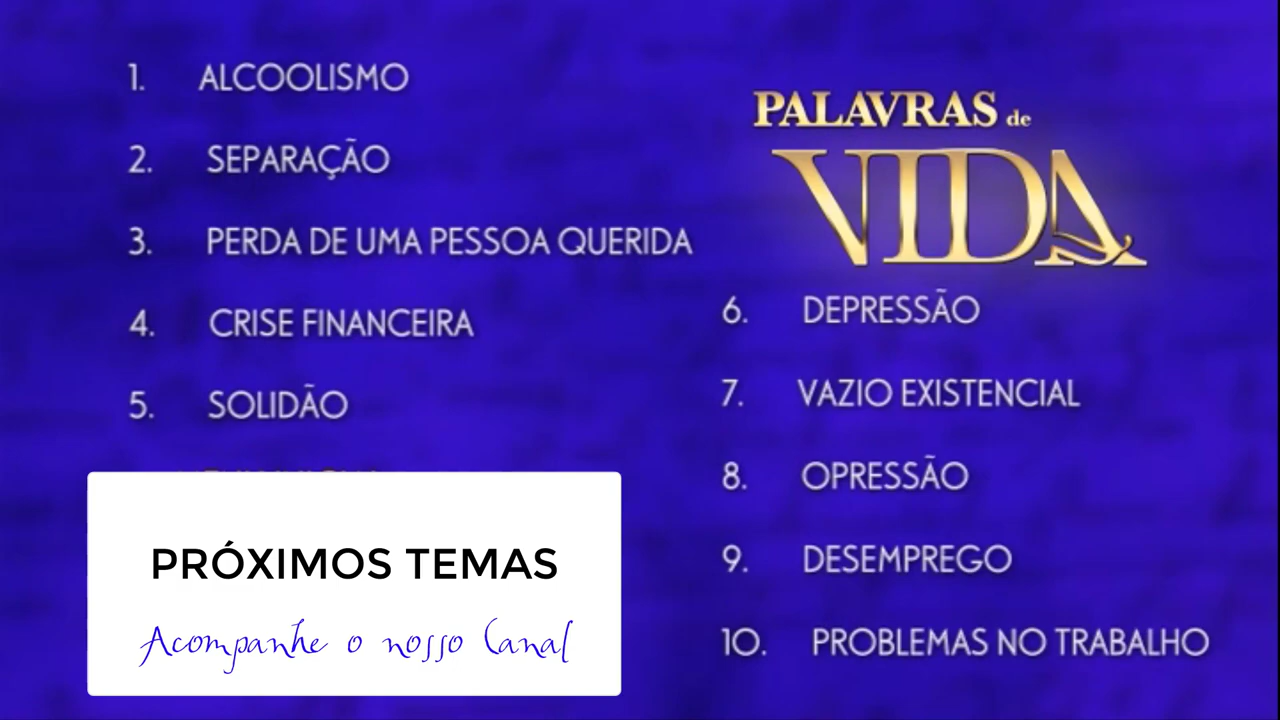 1. ALCOOLISMO
2. SEPARAÇÃO
3. PERDA DE UMA PESSOA QUERIDA
4. CRISE FINANCEIRA
5. SOLIDÃO
PRÓXIMOS TEMAS
Acompanhe o nosso Canal
PALAVRAS de
VIDA
6. DEPRESSÃO
7. VAZIO EXISTENCIAL
8. OPRESSÃO
9. DESEMPREGO
10. PROBLEMAS NO TRABALHO